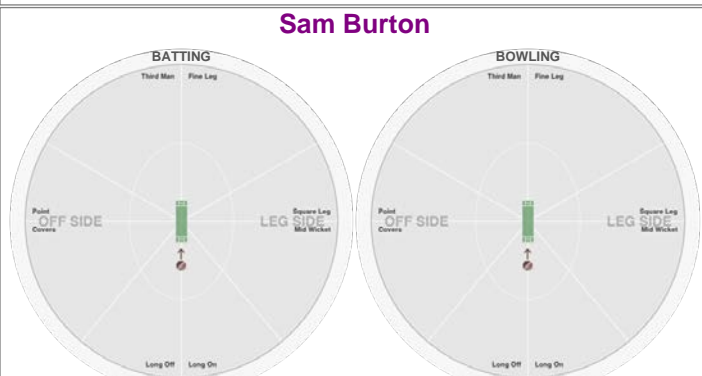 Sam Burton
BATTING
Third Man Fine Leg
Point
OFF SIDE
Covers
Square Leg
LEG SIDE
Mid Wicket
Long Off Long On
BOWLING
Third Man Fine Leg
Point
OFF SIDE
Covers
Square Leg
LEG SIDE
Mid Wicket
Long Off Long On